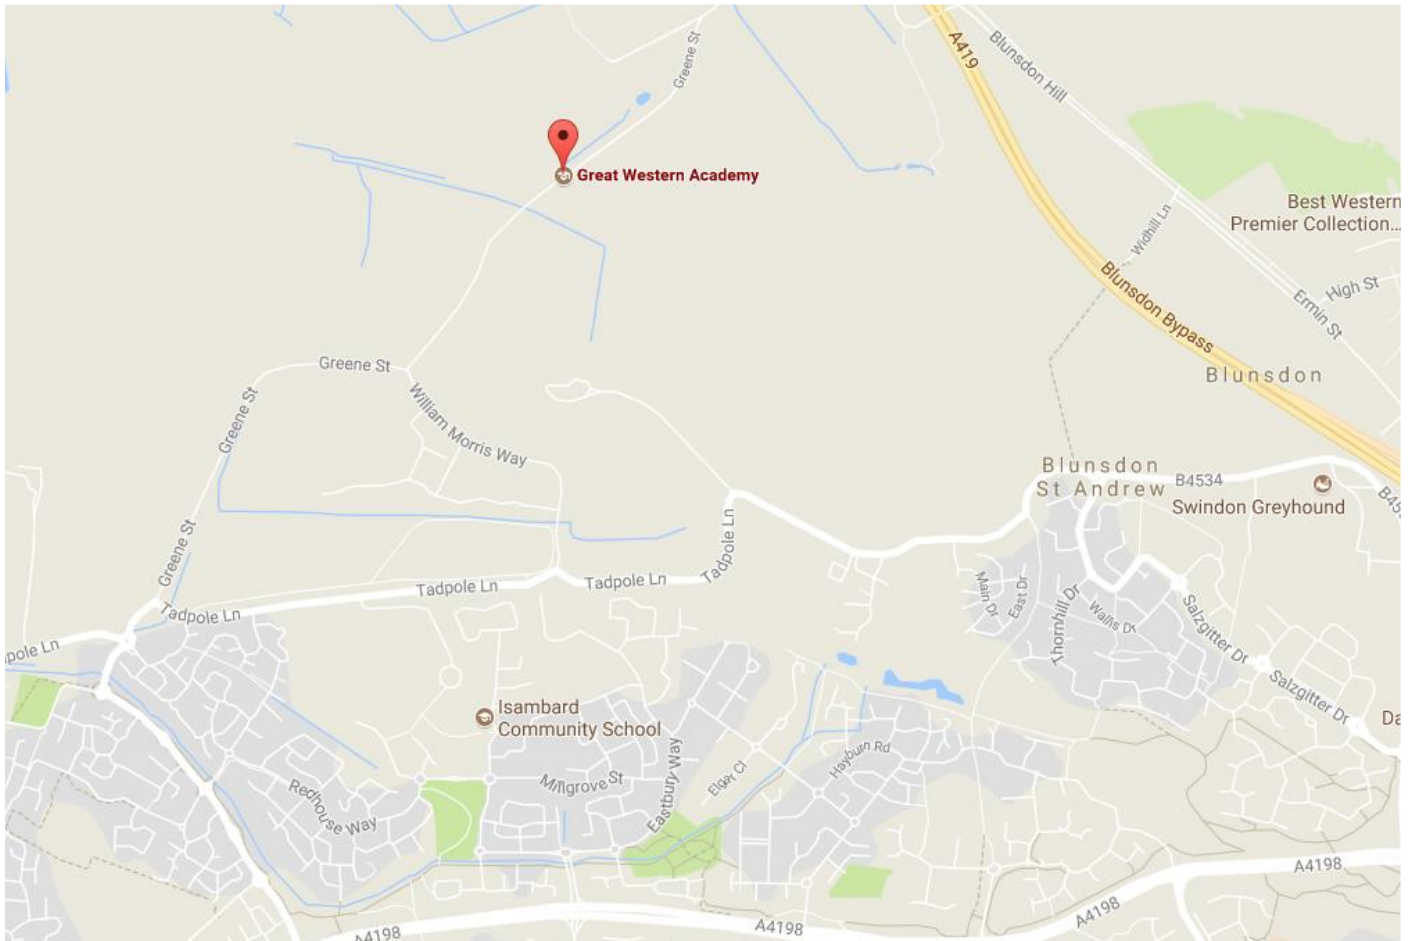 Greene St
A419
Blunsdon Hill
Great Western Academy
Best Western
Premier Collection...
Widhill Ln
High St
Ermin St
Blunsdon Bypass
Blunsdon
Greene St
Greene St
William Morris Way
Blunsdon
St Andrew
B4534
Swindon Greyhound
Tadpole Ln
Greene St
Tadpole Ln
Tadpole Ln
Tadpole Ln
pole Ln
Main Dr
East Dr
Thornhill Dr
Salzgitter Dr
Salzgitter Dr
Isambard
Community School
Da
Hayburn Rd
Millgrove St
Eastbury Way
Elgar Cl
Redhouse Way
A4198
A4198
A4198
A4198